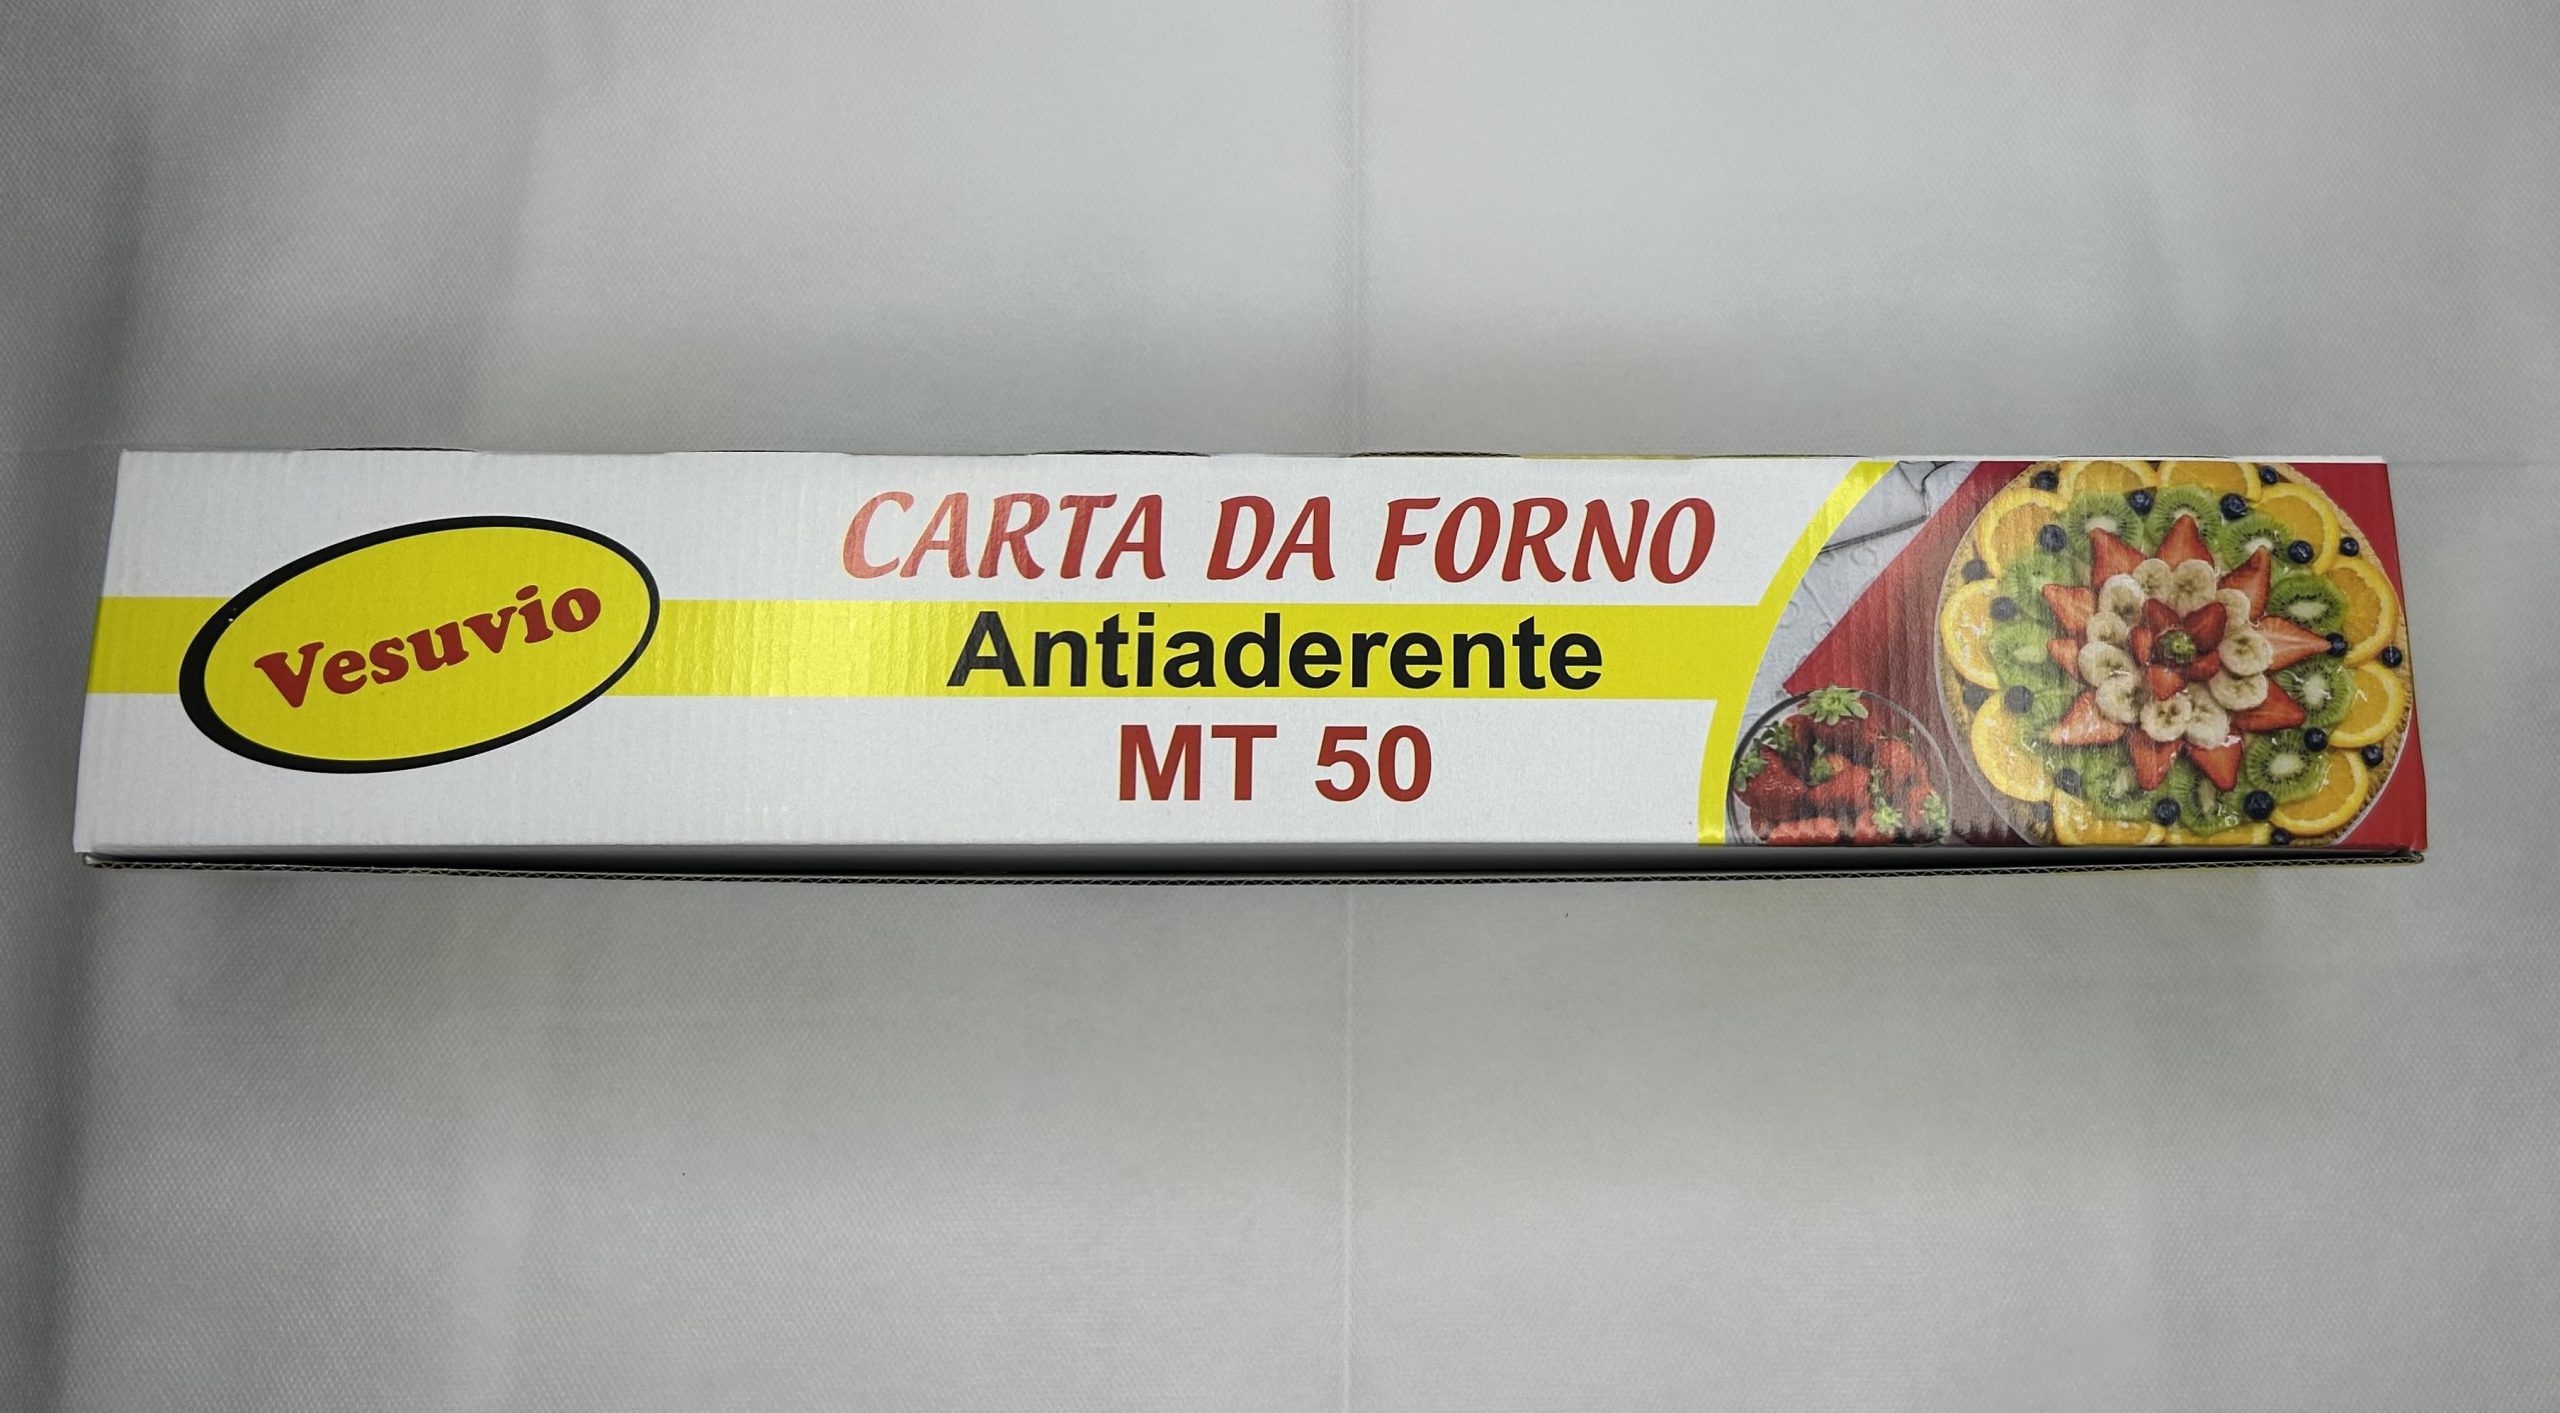 Vesuvio
CARTA DA FORNO
Antiaderente
MT 50